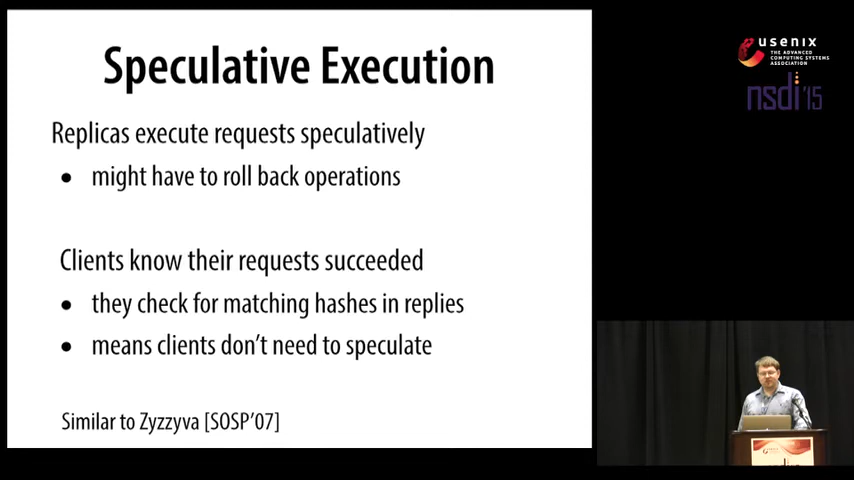 Speculative Execution
Replicas execute requests speculatively
• might have to roll back operations
Clients know their requests succeeded
• they check for matching hashes in replies
• means clients don't need to speculate
Similar to Zyzzyva [SOSP'07]
usenix
THE ADVANCED
COMPUTING SYSTEMS
ASSOCIATION
nsdi'15